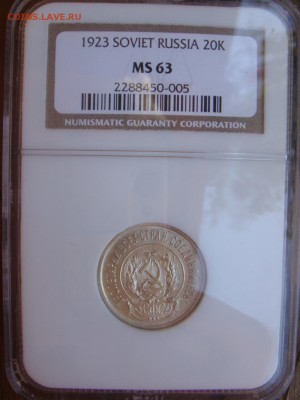 COINS.LAVE.RU
1923 SOVIET RUSSIA 20K
MS 63
2288450-005
NUMISMATIC GUARANTY CORPORATION